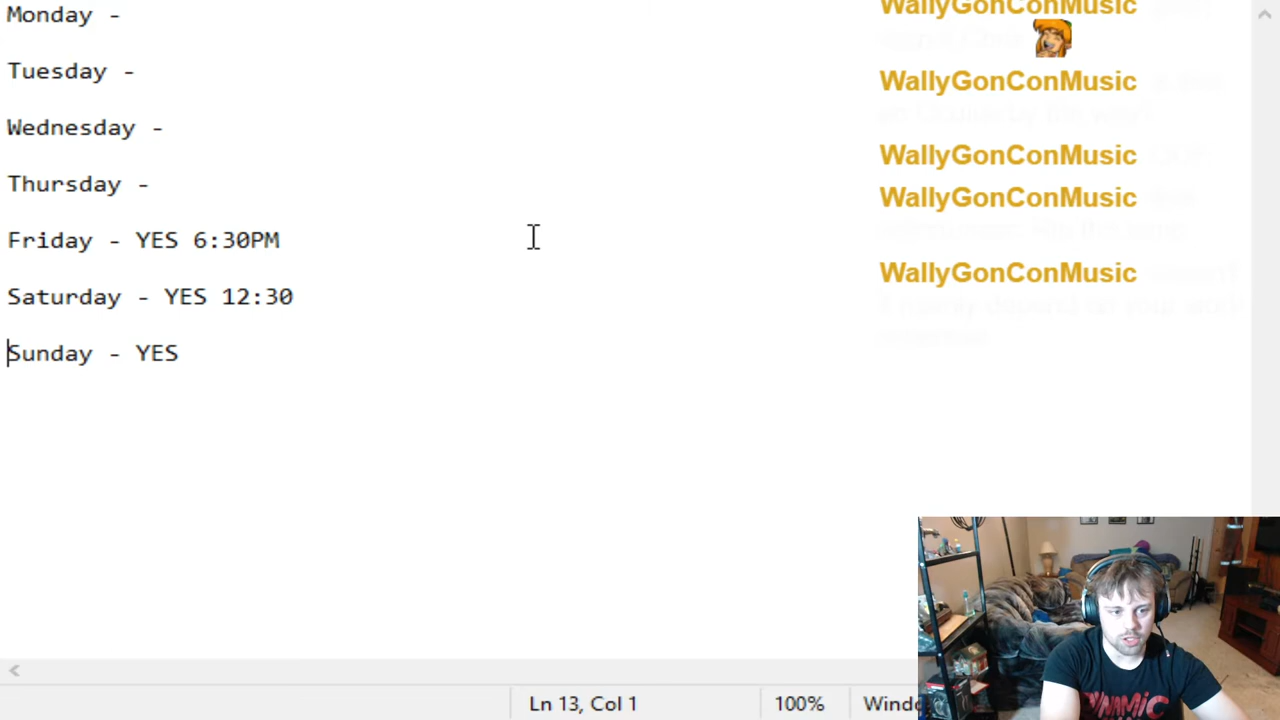 Monday -
Tuesday -
Wednesday -
Thursday -
Friday - YES 6:30PM
Saturday - YES 12:30
Sunday - YES
WallyGonConMusic
WallyGonConMusic
WallyGonConMusic
WallyGonConMusic
WallyGonConMusic
Ln 13, Col 1
100%
DYNAMIC